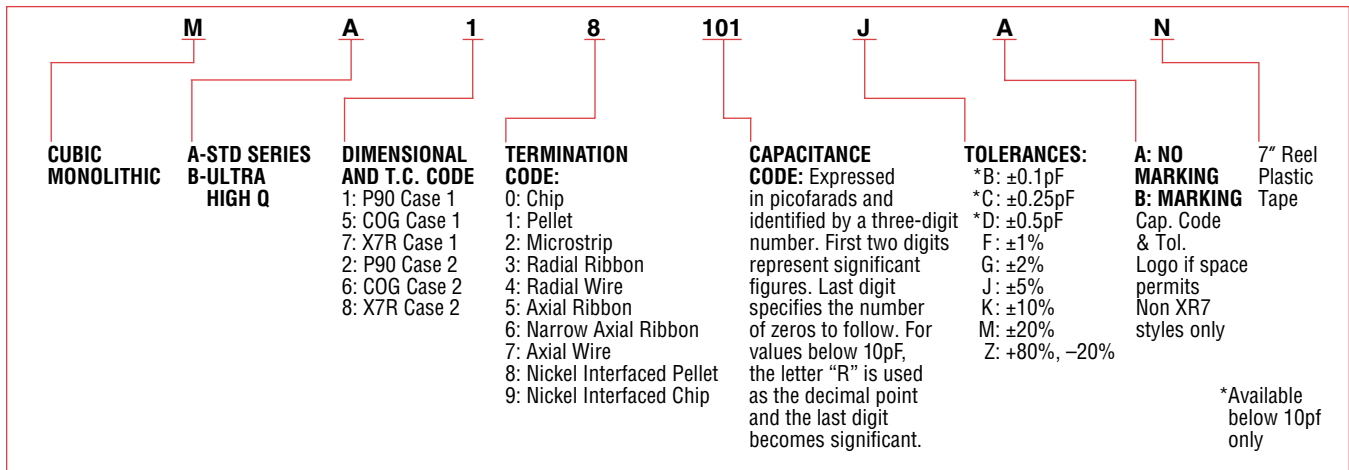 M A 1 8 101 J A N
CUBIC
MONOLITHIC
A-STD SERIES
B-ULTRA
HIGH Q
DIMENSIONAL
AND T.C. CODE
1: P90 Case 1
5: COG Case 1
7: X7R Case 1
2: P90 Case 2
6: COG Case 2
8: X7R Case 2
TERMINATION
CODE:
0: Chip
1: Pellet
2: Microstrip
3: Radial Ribbon
4: Radial Wire
5: Axial Ribbon
6: Narrow Axial Ribbon
7: Axial Wire
8: Nickel Interfaced Pellet
9: Nickel Interfaced Chip
CAPACITANCE
CODE: Expressed
in picofarads and
identified by a three-digit
number. First two digits
represent significant
figures. Last digit
specifies the number
of zeros to follow. For
values below 10pF,
the letter “R” is used
as the decimal point
and the last digit
becomes significant.
TOLERANCES:
*B: ±0.1pF
*C: ±0.25pF
*D: ±0.5pF
F: ±1%
G: ±2%
J: ±5%
K: ±10%
M: ±20%
Z: +80%, –20%
A: NO
MARKING
B: MARKING
Cap. Code
& Tol.
Logo if space
permits
Non XR7
styles only
7″ Reel
Plastic
Tape
*Available
below 10pf
only